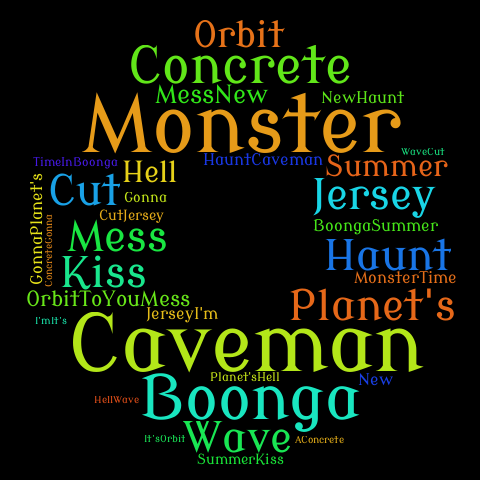 Orbit
Concrete
MessNew
NewHaunt
Monster
WaveCut
TimeInBoonga
Hell
HauntCaveman
Summer
GonnaPlanet's
ConcreteGonna
Cut
Gonna
Jersey
CutJersey
Mess
BoongaSummer
Haunt
Kiss
MonsterTime
OrbitToYouMess
Planet's
I'mIt's
JerseyI'm
Caveman
Planet'sHell
New
HellWave
Boonga
It'sOrbit
Wave
AConcrete
SummerKiss